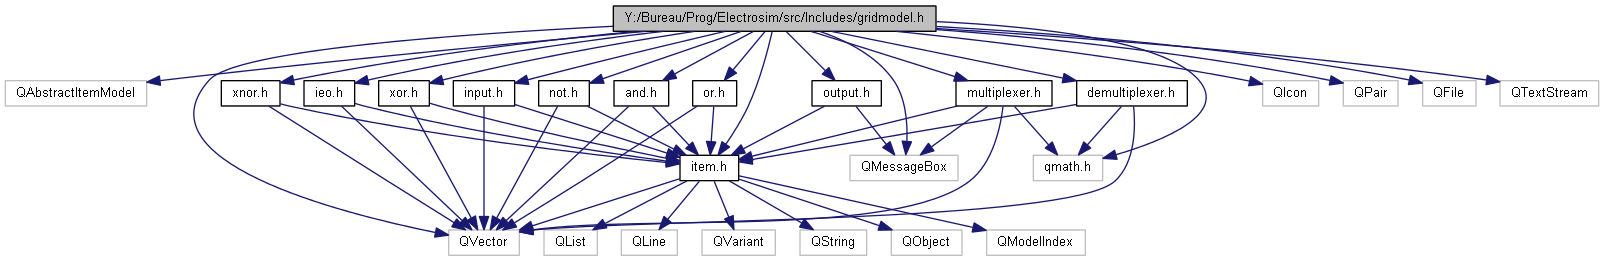 Y:/Bureau/Prog/Electrosim/src/Includes/gridmodel.h
QAbstractItemModel
xnor.h
ieo.h
xor.h
input.h
not.h
and.h
or.h
output.h
multiplexer.h
demultiplexer.h
QIcon
QPair
QFile
QTextStream
item.h
QMessageBox
qmath.h
QVector
QList
QLine
QVariant
QString
QObject
QModelIndex